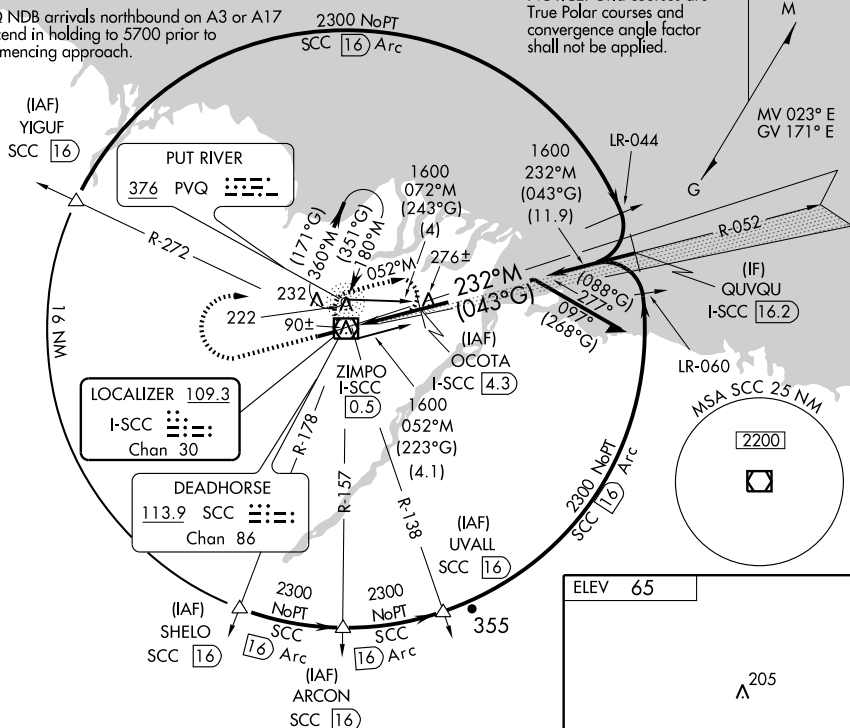 Q NDB arrivals northbound on A3 or A17
cend in holding to 5700 prior to
mencing approach.
2300 NoPT
SCC 16 Arc
True Polar courses and
convergence angle factor
shall not be applied.
M
MV 023° E
GV 171° E
G
(IAF)
YIGUF
SCC 16
PUT RIVER
376 PVQ
1600
072°M
(243°G)
(4)
1600
232°M
(043°G)
(11.9)
LR-044
R-052
R-272
(171°G)
360°M
(351°G)
180°M
052°M
276±
232
222
90±
232°M
(043°G)
(088°G)
277°
097°
(268°G)
(IF)
QUVQU
I-SCC 16.2
16 NM
(IAF)
OCOTA
I-SCC 4.3
LR-060
ZIMPO
I-SCC
0.5
LOCALIZER 109.3
I-SCC
Chan 30
1600
052°M
(223°G)
(4.1)
MSA SCC 25 NM
2200
R-178
R-157
R-138
DEADHORSE
113.9 SCC
Chan 86
2300 NoPT
SCC 16 Arc
(IAF)
UVALL
SCC 16
2300
NoPT
SCC
16 Arc
2300
NoPT
SCC
16 Arc
355
(IAF)
SHELO
SCC 16
(IAF)
ARCON
SCC 16
ELEV 65
205